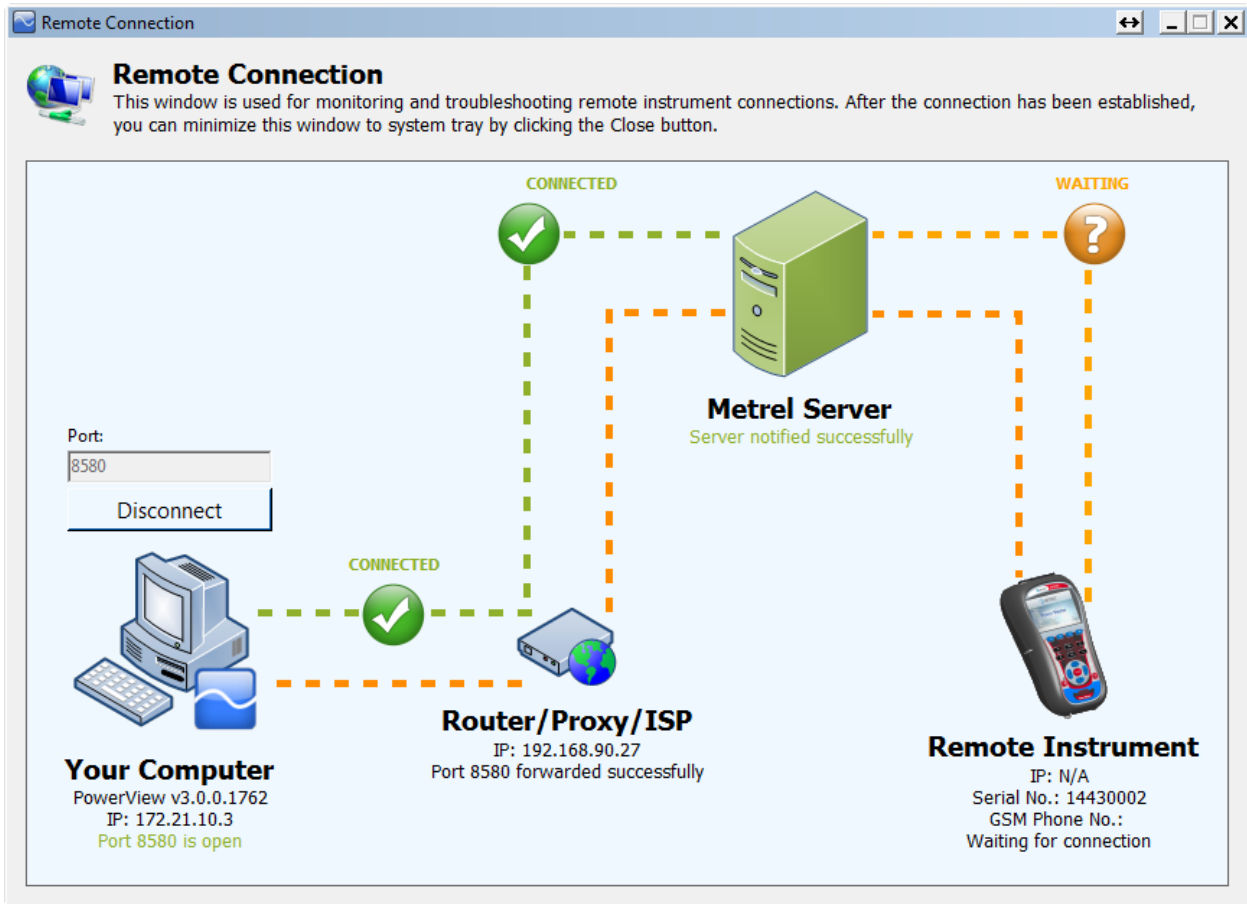 Remote Connection
Remote Connection
This window is used for monitoring and troubleshooting remote instrument connections. After the connection has been established,
you can minimize this window to system tray by clicking the Close button.
CONNECTED
WAITING
Metrel Server
Server notified successfully
Port:
8580
Disconnect
CONNECTED
Router/Proxy/ISP
IP: 192.168.90.27
Port 8580 forwarded successfully
Your Computer
PowerView v3.0.0.1762
IP: 172.21.10.3
Port 8580 is open
Remote Instrument
IP: N/A
Serial No.: 14430002
GSM Phone No.:
Waiting for connection